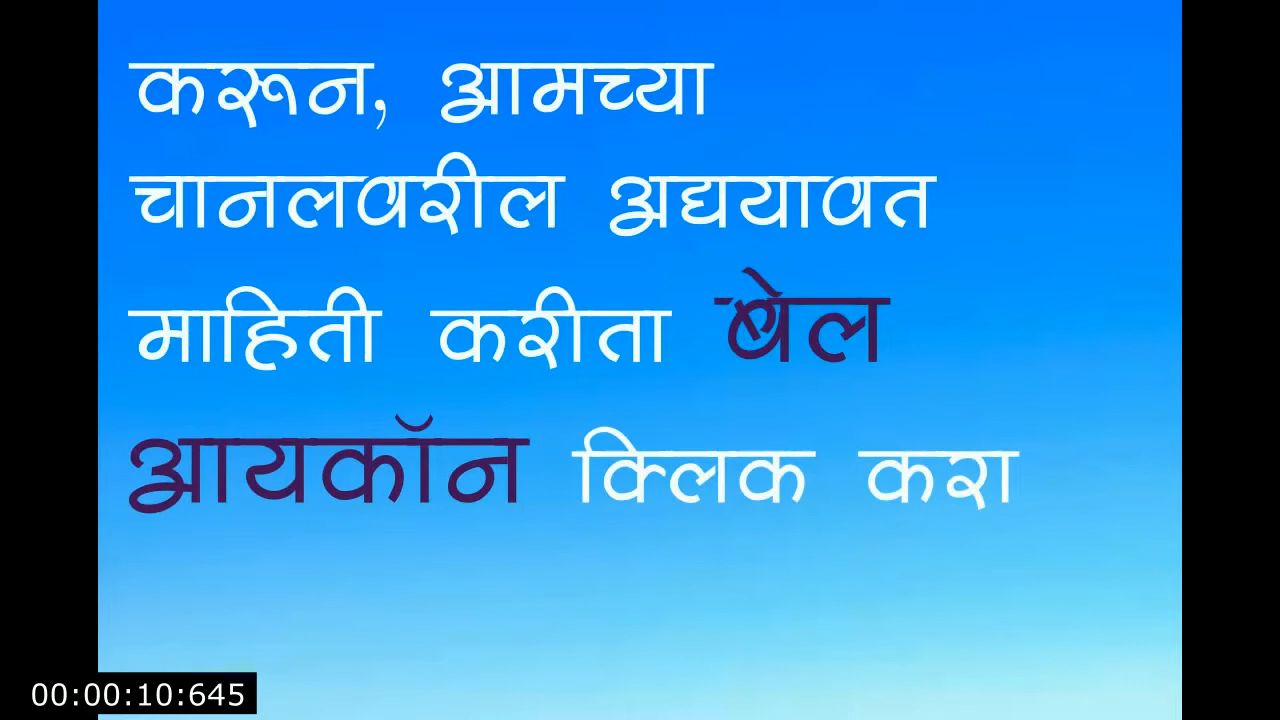 करून, आमच्या
चानलवरील अद्ययावत
माहिती करीता बेल
आयकॉन क्लिक करा
00:00:10:645